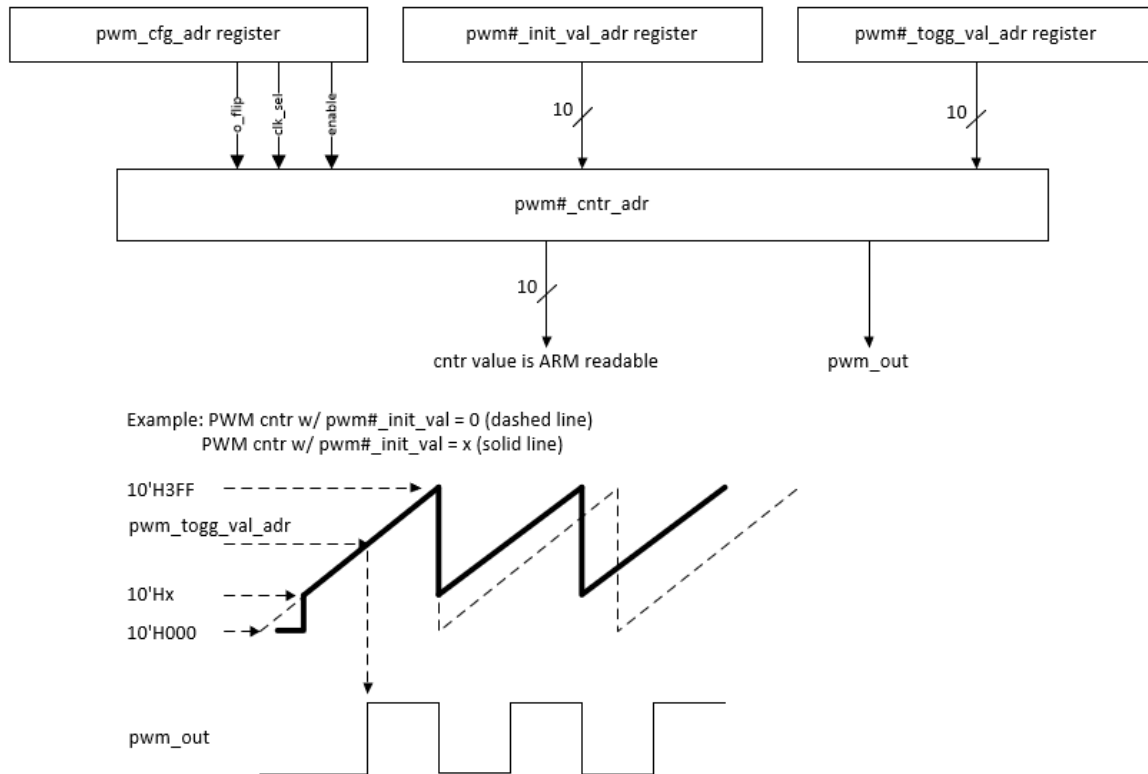 pwm_cfg_adr register
pwm#_init_val_adr register
pwm#_togg_val_adr register
o_flip
clk_sel
enable
10
10
pwm#_cntr_adr
10
cntr value is ARM readable
pwm_out
Example: PWM cntr w/ pwm#_init_val = 0 (dashed line)
PWM cntr w/ pwm#_init_val = x (solid line)
10'H3FF
pwm_togg_val_adr
10'Hx
10'H000
pwm_out